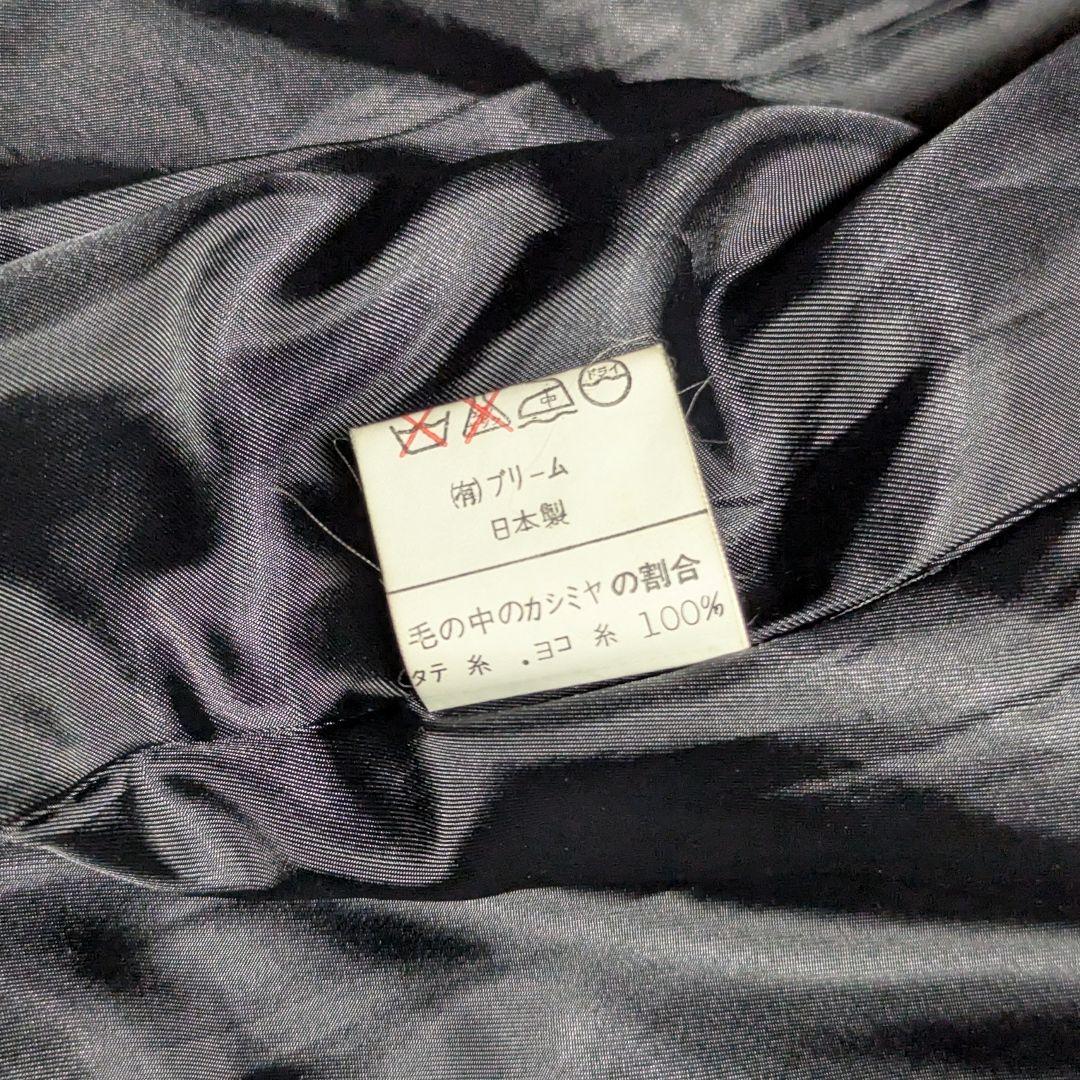 ドライ
中
㈲ブリーム
日本製
毛の中のカシミヤの割合
タテ 糸 . ヨコ 糸 100%